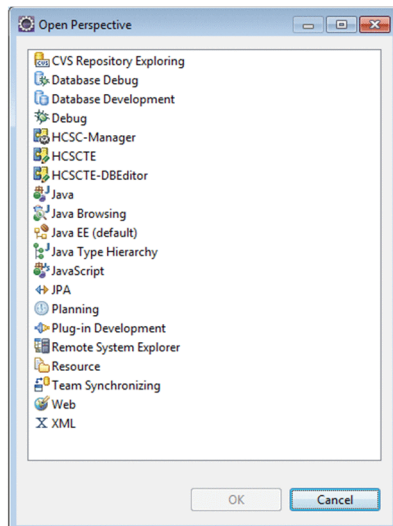 Open Perspective
CVS Repository Exploring
Database Debug
Database Development
Debug
HCSC-Manager
HCSCTE
HCSCTE-DBEditor
Java
Java Browsing
Java EE (default)
Java Type Hierarchy
JavaScript
JPA
Planning
Plug-in Development
Remote System Explorer
Resource
Team Synchronizing
Web
XML
OK Cancel